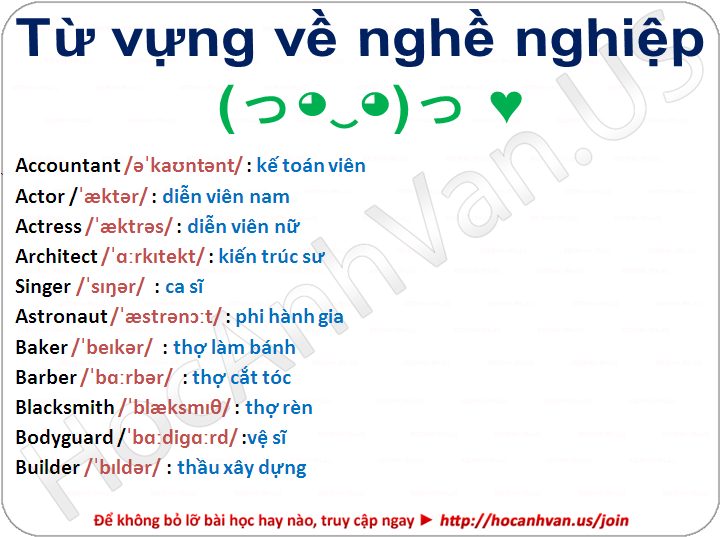 Từ vựng về nghề nghiệp
(っ◕‿◕)っ ♥
Accountant /əˈkaʊntənt/ : kế toán viên
Actor /ˈæktər/ : diễn viên nam
Actress /ˈæktrəs/ : diễn viên nữ
Architect /ˈɑːrkɪtekt/ : kiến trúc sư
Singer /ˈsɪŋər/ : ca sĩ
Astronaut /ˈæstrənɔːt/ : phi hành gia
Baker /ˈbeɪkər/ : thợ làm bánh
Barber /ˈbɑːrbər/ : thợ cắt tóc
Blacksmith /ˈblæksmɪθ/ : thợ rèn
Bodyguard /ˈbɑːdiɡɑːrd/ :vệ sĩ
Builder /ˈbɪldər/ : thầu xây dựng
HocAnhVan.Us
Để không bỏ lỡ bài học hay nào, truy cập ngay ► http://hocanhvan.us/join